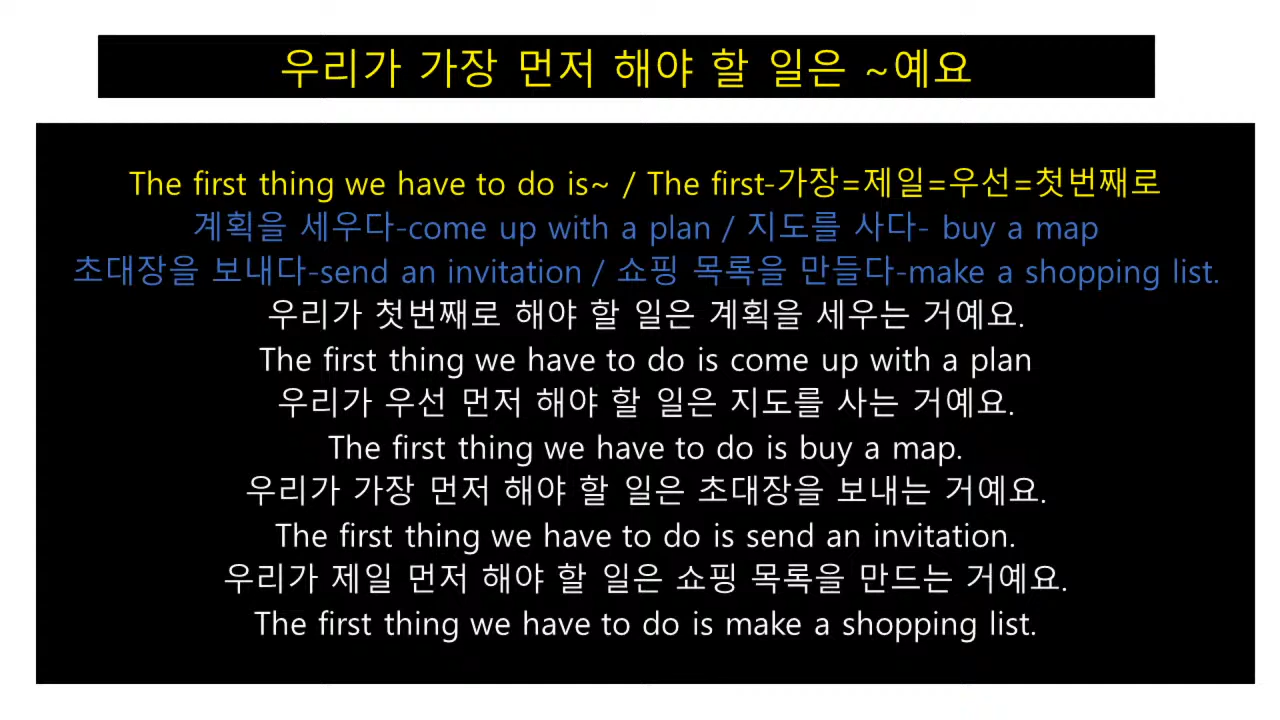 우리가 가장 먼저 해야 할 일은 ~예요
The first thing we have to do is~ / The first-가장=제일=우선=첫번째로
계획을 세우다-come up with a plan / 지도를 사다- buy a map
초대장을 보내다-send an invitation / 쇼핑 목록을 만들다-make a shopping list.
우리가 첫번째로 해야 할 일은 계획을 세우는 거예요.
The first thing we have to do is come up with a plan
우리가 우선 먼저 해야 할 일은 지도를 사는 거예요.
The first thing we have to do is buy a map.
우리가 가장 먼저 해야 할 일은 초대장을 보내는 거예요.
The first thing we have to do is send an invitation.
우리가 제일 먼저 해야 할 일은 쇼핑 목록을 만드는 거예요.
The first thing we have to do is make a shopping list.